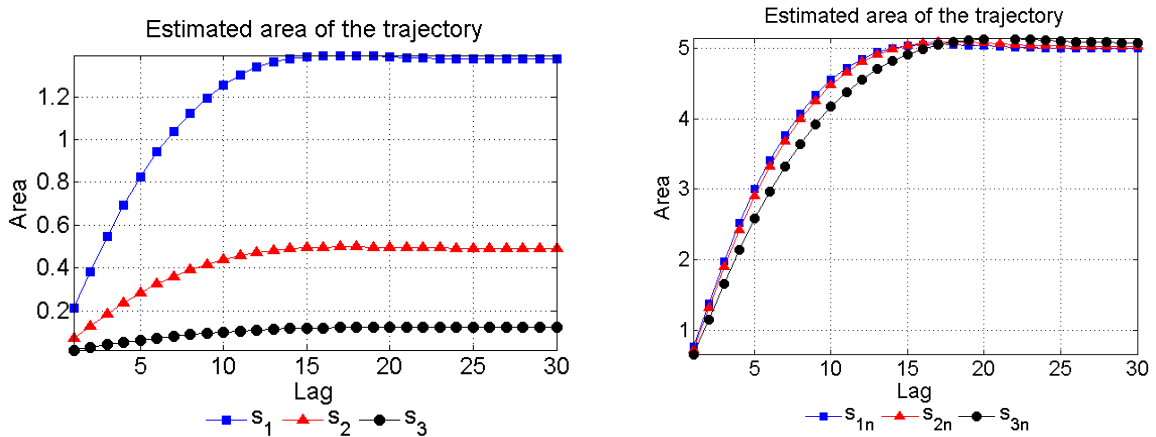 Estimated area of the trajectory
Area
1.2
1
0.8
0.6
0.4
0.2
5 10 15 20 25 30
Lag
s1 s2 s3
Estimated area of the trajectory
Area
5
4
3
2
1
5 10 15 20 25 30
Lag
s1n s2n s3n